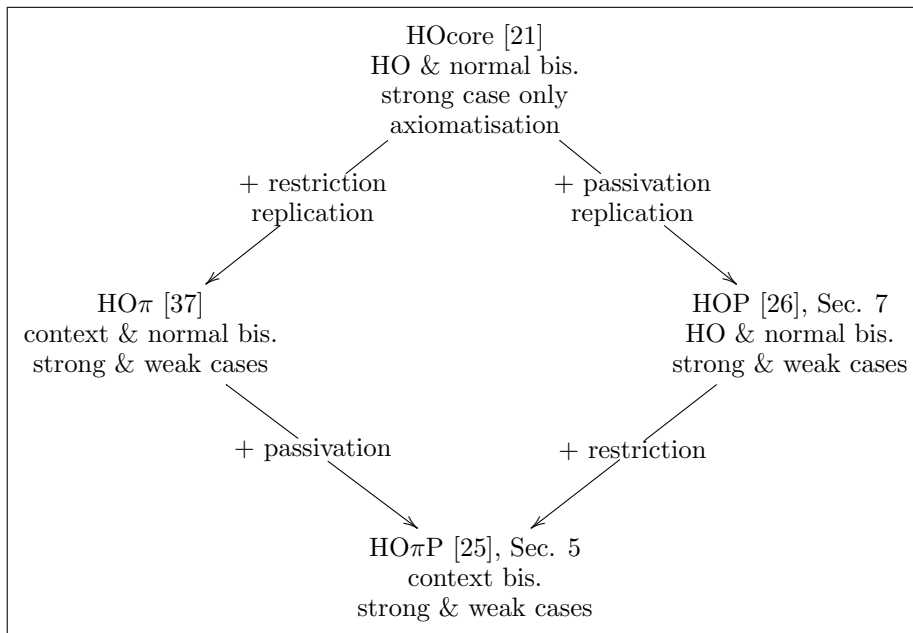 HOcore [21]
HO & normal bis.
strong case only
axiomatisation
+ restriction
replication
+ passivation
replication
HOπ [37]
context & normal bis.
strong & weak cases
HOP [26], Sec. 7
HO & normal bis.
strong & weak cases
+ passivation
+ restriction
HOπP [25], Sec. 5
context bis.
strong & weak cases